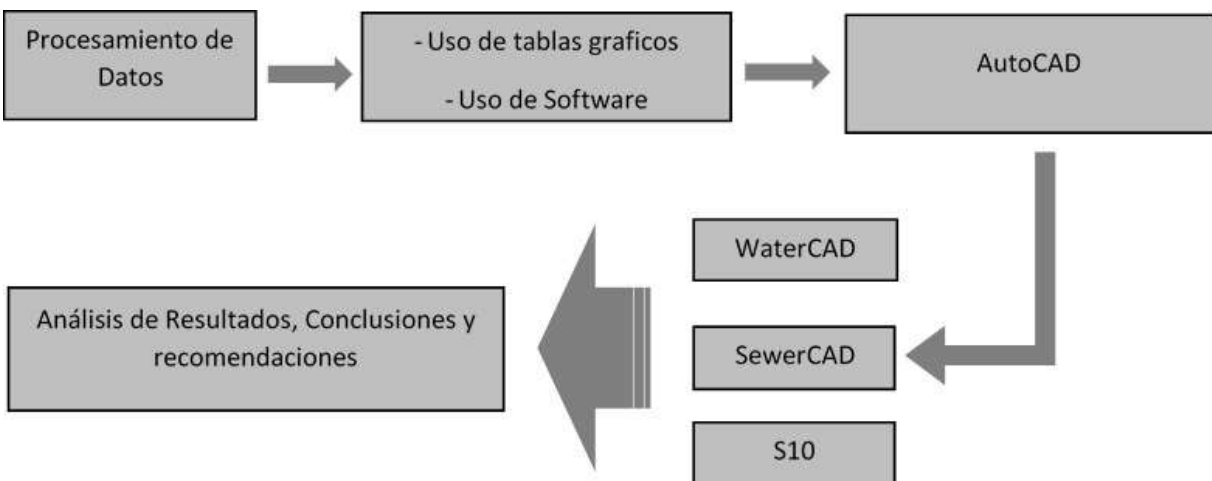 Procesamiento de
Datos
- Uso de tablas graficos
- Uso de Software
AutoCAD
WaterCAD
SewerCAD
S10
Análisis de Resultados, Conclusiones y
recomendaciones